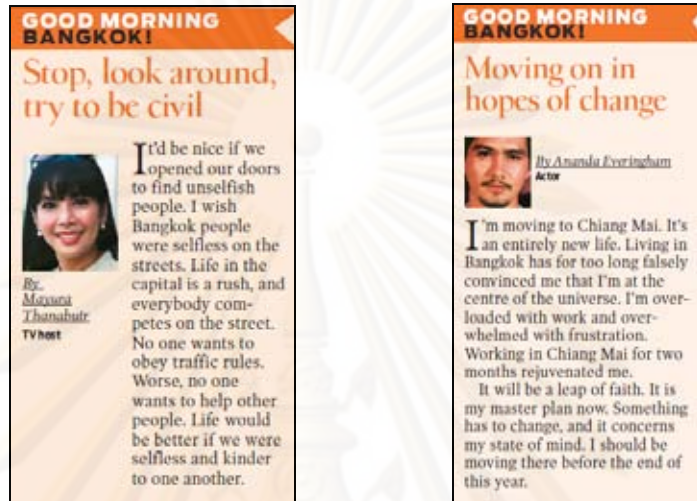 GOOD MORNING
BANGKOK!
Stop, look around,
try to be civil
By
Mayura
Thanabutr
TV host
It'd be nice if we
opened our doors
to find unselfish
people. I wish
Bangkok people
were selfless on the
streets. Life in the
capital is a rush, and
everybody com-
petes on the street.
No one wants to
obey traffic rules.
Worse, no one
wants to help other
people. Life would
be better if we were
selfless and kinder
to one another.
GOOD MORNING
BANGKOK!
Moving on in
hopes of change
By Ananda Everingham
Actor
I'm moving to Chiang Mai. It's
an entirely new life. Living in
Bangkok has for too long falsely
convinced me that I'm at the
centre of the universe. I'm over-
loaded with work and over-
whelmed with frustration.
Working in Chiang Mai for two
months rejuvenated me.
It will be a leap of faith. It is
my master plan now. Something
has to change, and it concerns
my state of mind. I should be
moving there before the end of
this year.